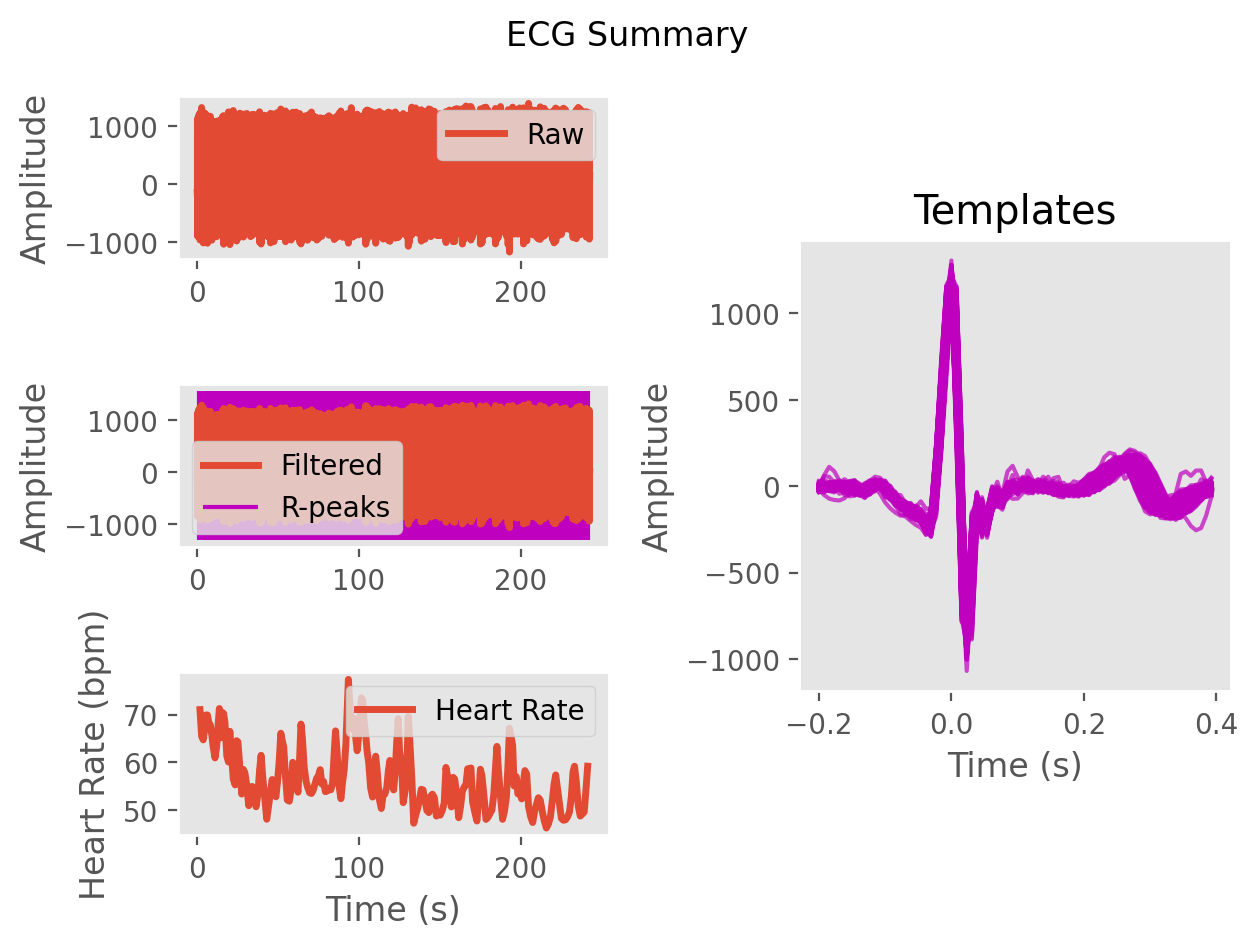 ECG Summary
Amplitude
1000
0
−1000
Raw
0 100 200
Amplitude
1000
0
−1000
Filtered
R-peaks
0 100 200
Heart Rate (bpm)
70
60
50
Heart Rate
0 100 200
Time (s)
Templates
Amplitude
1000
500
0
−500
−1000
−0.2 0.0 0.2 0.4
Time (s)